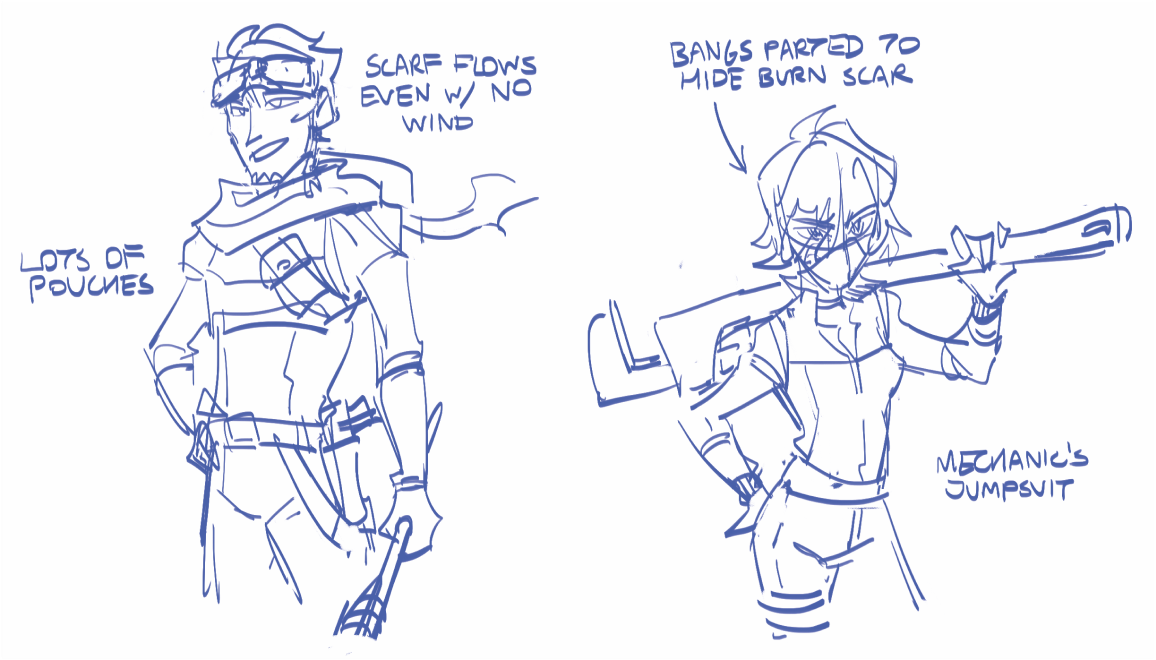 SCARF FLOWS
EVEN W/ NO
WIND
LOTS OF
POUCHES
BANGS PARTED TO
HIDE BURN SCAR
MECHANIC'S
JUMPSUIT